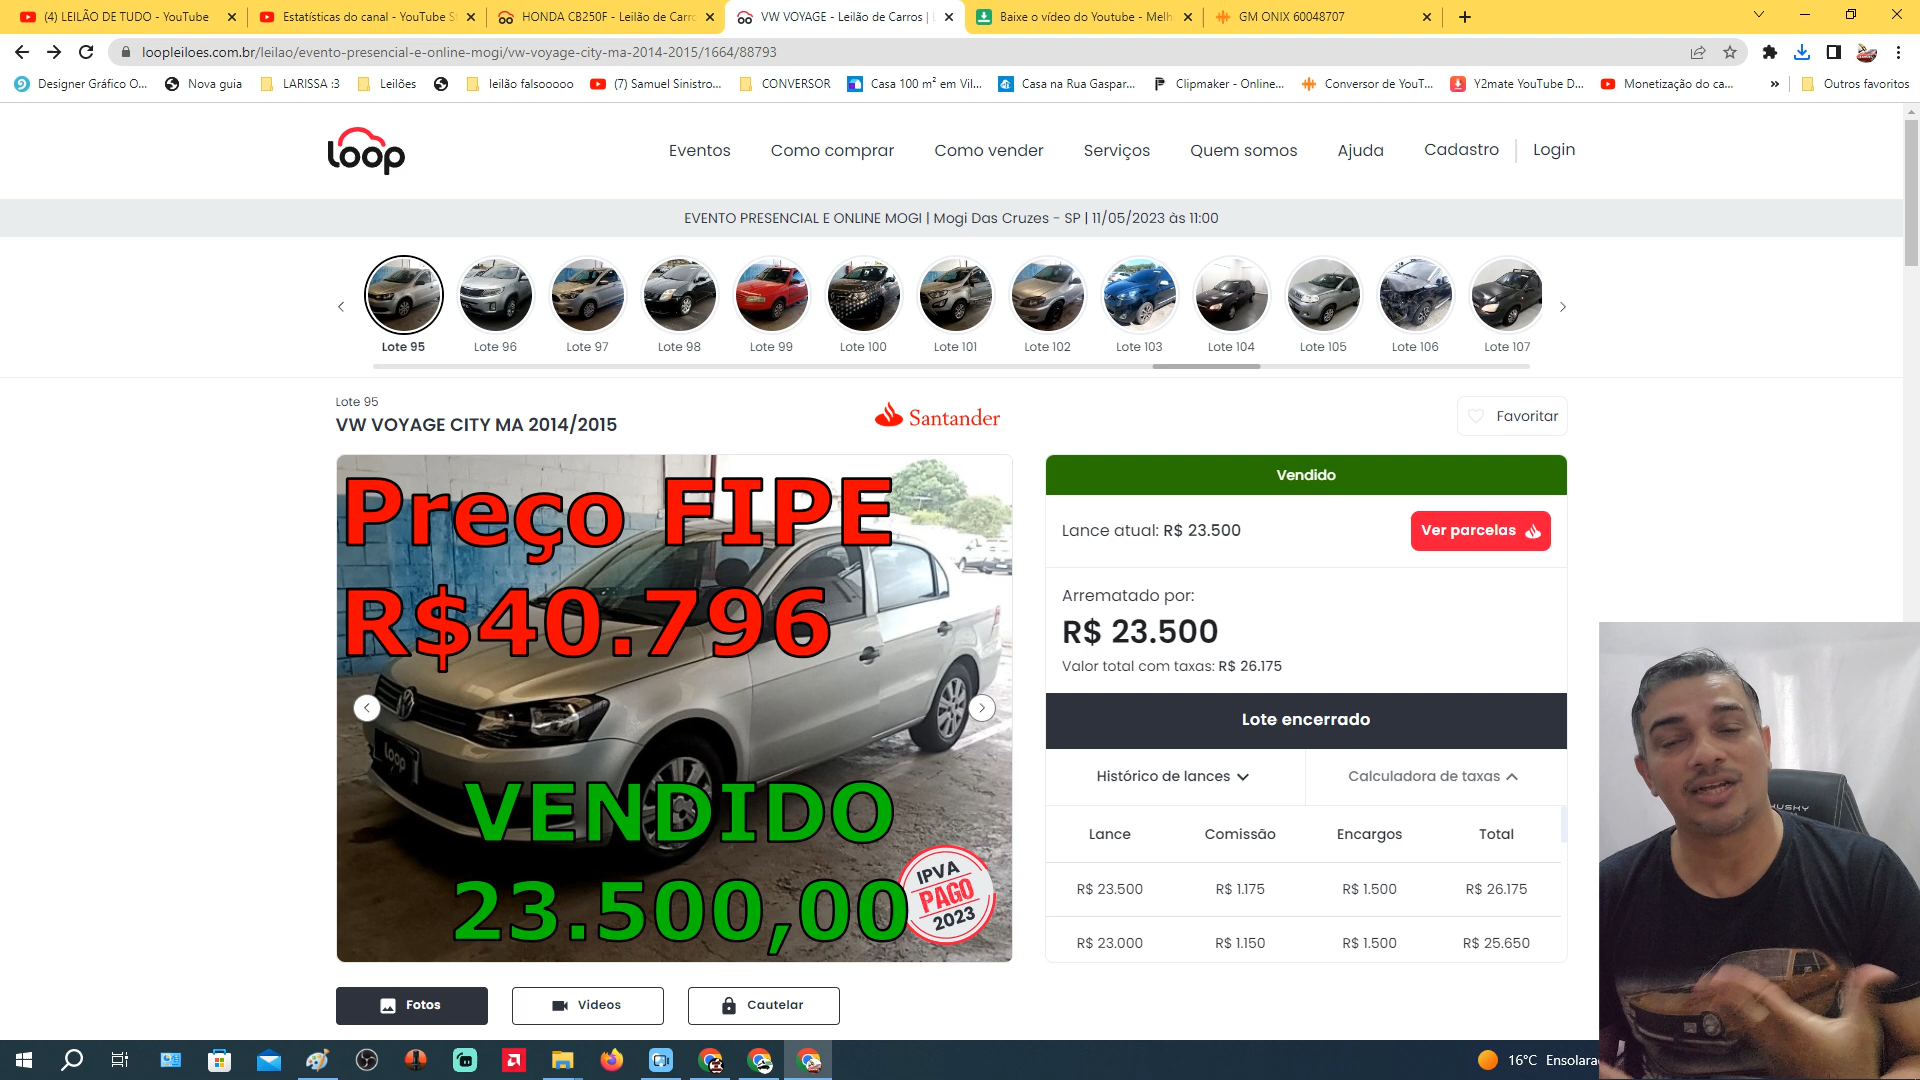 (4) LEILÃO DE TUDO - YouTube
Estatísticas do canal - YouTube S
HONDA CB250F - Leilão de Carro
VW VOYAGE - Leilão de Carros | L
Baixe o vídeo do Youtube - Melh
GM ONIX 60048707
loopleiloes.com.br/leilao/evento-presencial-e-online-mogi/vw-voyage-city-ma-2014-2015/1664/88793
Designer Gráfico O...
Nova guia
LARISSA :3
Leilões
leilão falsooooo
(7) Samuel Sinistro...
CONVERSOR
Casa 100 m² em Vil...
Casa na Rua Gaspar...
Clipmaker - Online...
Conversor de YouT...
Y2mate YouTube D...
Monetização do ca...
»
Outros favoritos
loop
Eventos
Como comprar
Como vender
Serviços
Quem somos
Ajuda
Cadastro
Login
EVENTO PRESENCIAL E ONLINE MOGI | Mogi Das Cruzes - SP | 11/05/2023 às 11:00
Lote 95
Lote 96
Lote 97
Lote 98
Lote 99
Lote 100
Lote 101
Lote 102
Lote 103
Lote 104
Lote 105
Lote 106
Lote 107
Lote 95
VW VOYAGE CITY MA 2014/2015
Santander
Favoritar
Preço FIPE
R$40.796
loop
VENDIDO
23.500,00
IPVA
PAGO
2023
Vendido
Lance atual: R$ 23.500
Ver parcelas
Arrematado por:
R$ 23.500
Valor total com taxas: R$ 26.175
Lote encerrado
Histórico de lances
Calculadora de taxas
Lance Comissão Encargos Total
R$ 23.500 R$ 1.175 R$ 1.500 R$ 26.175
R$ 23.000 R$ 1.150 R$ 1.500 R$ 25.650
Fotos
Videos
Cautelar
HUSKY
16°C Ensolara